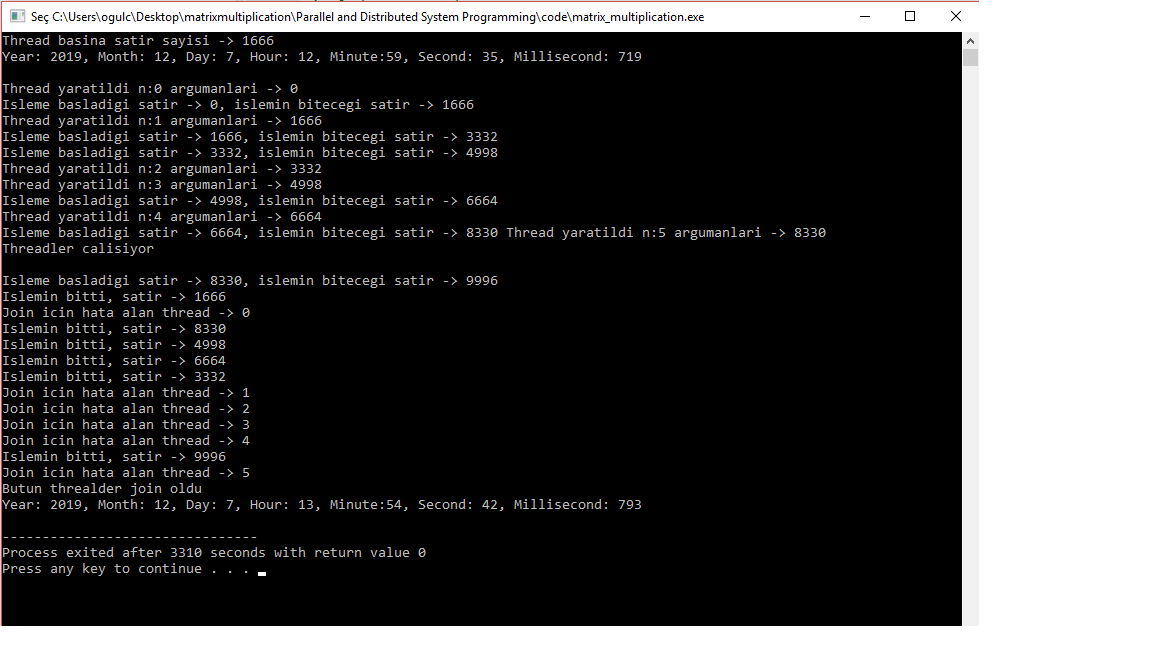 Seç C:\Users\ogulc\Desktop\matrixmultiplication\Parallel and Distributed System Programming\code\matrix_multiplication.exe
Thread basina satir sayisi -> 1666
Year: 2019, Month: 12, Day: 7, Hour: 12, Minute:59, Second: 35, Millisecond: 719
Thread yaratildi n:0 argumanlari -> 0
Isleme basladigi satir -> 0, islemin bitecegi satir -> 1666
Thread yaratildi n:1 argumanlari -> 1666
Isleme basladigi satir -> 1666, islemin bitecegi satir -> 3332
Isleme basladigi satir -> 3332, islemin bitecegi satir -> 4998
Thread yaratildi n:2 argumanlari -> 3332
Thread yaratildi n:3 argumanlari -> 4998
Isleme basladigi satir -> 4998, islemin bitecegi satir -> 6664
Thread yaratildi n:4 argumanlari -> 6664
Isleme basladigi satir -> 6664, islemin bitecegi satir -> 8330 Thread yaratildi n:5 argumanlari -> 8330
Threadler calisiyor
Isleme basladigi satir -> 8330, islemin bitecegi satir -> 9996
Islemin bitti, satir -> 1666
Join icin hata alan thread -> 0
Islemin bitti, satir -> 8330
Islemin bitti, satir -> 4998
Islemin bitti, satir -> 6664
Islemin bitti, satir -> 3332
Join icin hata alan thread -> 1
Join icin hata alan thread -> 2
Join icin hata alan thread -> 3
Join icin hata alan thread -> 4
Islemin bitti, satir -> 9996
Join icin hata alan thread -> 5
Butun threalder join oldu
Year: 2019, Month: 12, Day: 7, Hour: 13, Minute:54, Second: 42, Millisecond: 793
--------------------------------
Process exited after 3310 seconds with return value 0
Press any key to continue . . .